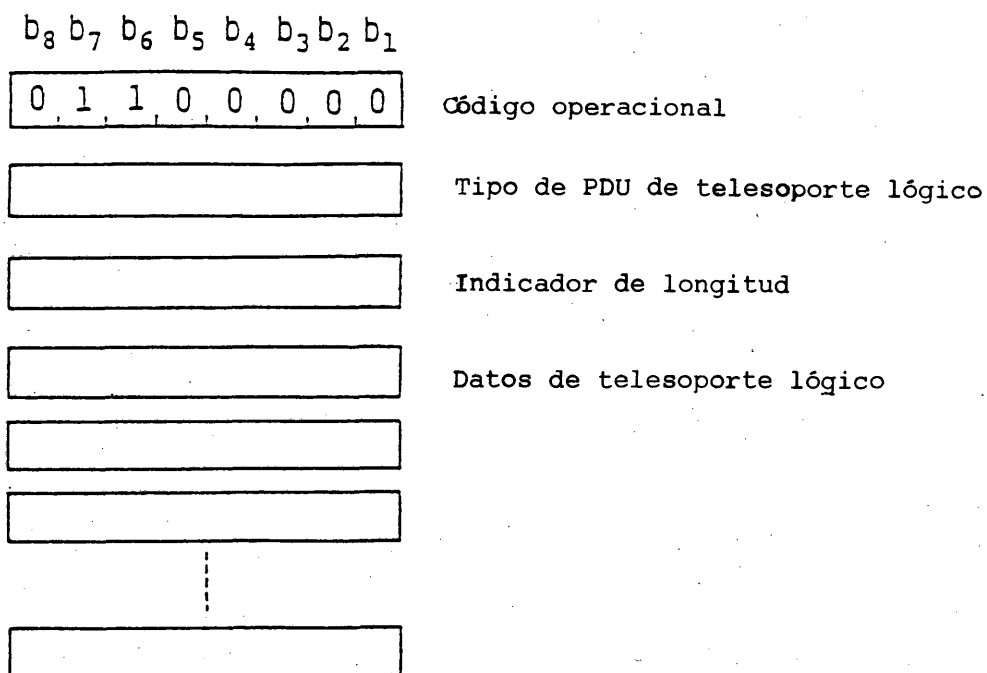 b8 b7 b6 b5 b4 b3 b2 b1
0 1 1 0 0 0 0 0 Código operacional
Tipo de PDU de telesoporte lógico
Indicador de longitud
Datos de telesoporte lógico